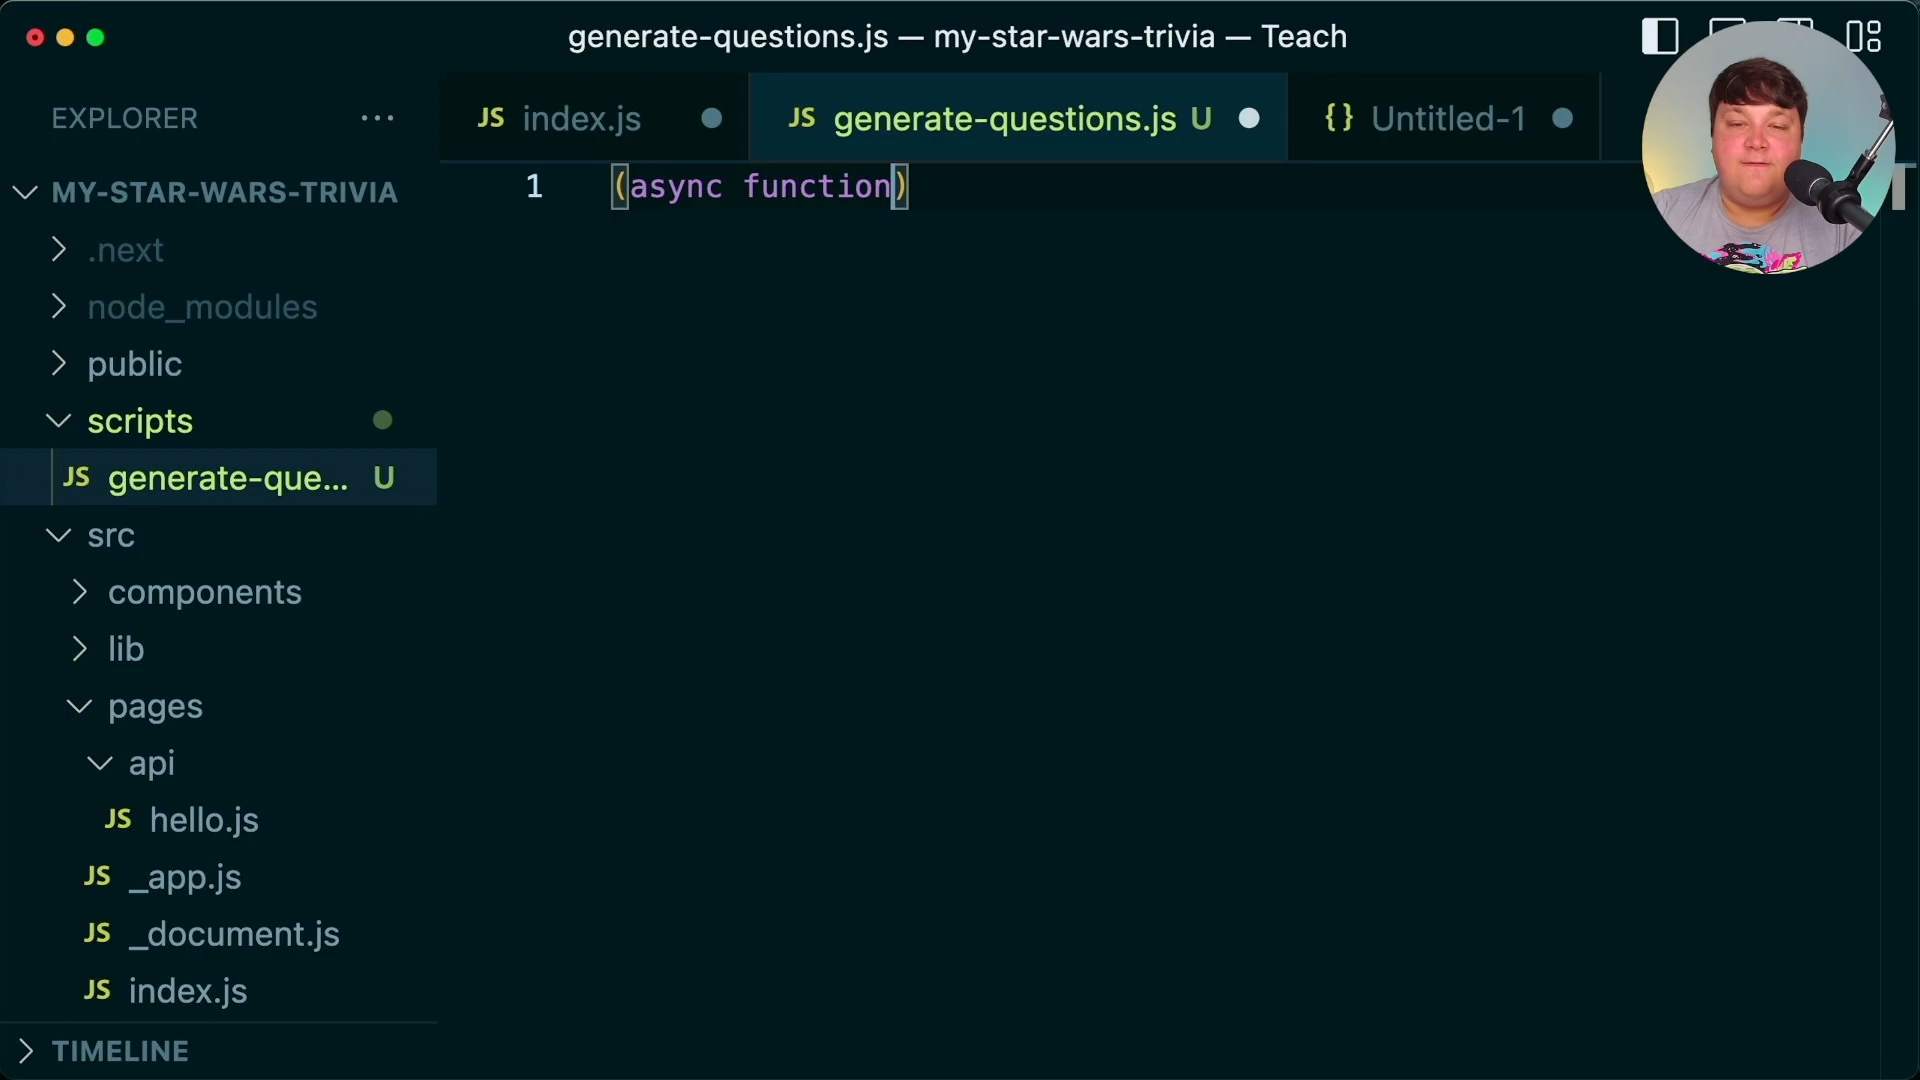 generate-questions.js — my-star-wars-trivia — Teach
EXPLORER ...
JS index.js
JS generate-questions.js U
{} Untitled-1
MY-STAR-WARS-TRIVIA
1 (async function)
.next
node_modules
public
scripts
JS generate-que... U
src
components
lib
pages
api
JS hello.js
JS _app.js
JS _document.js
JS index.js
TIMELINE